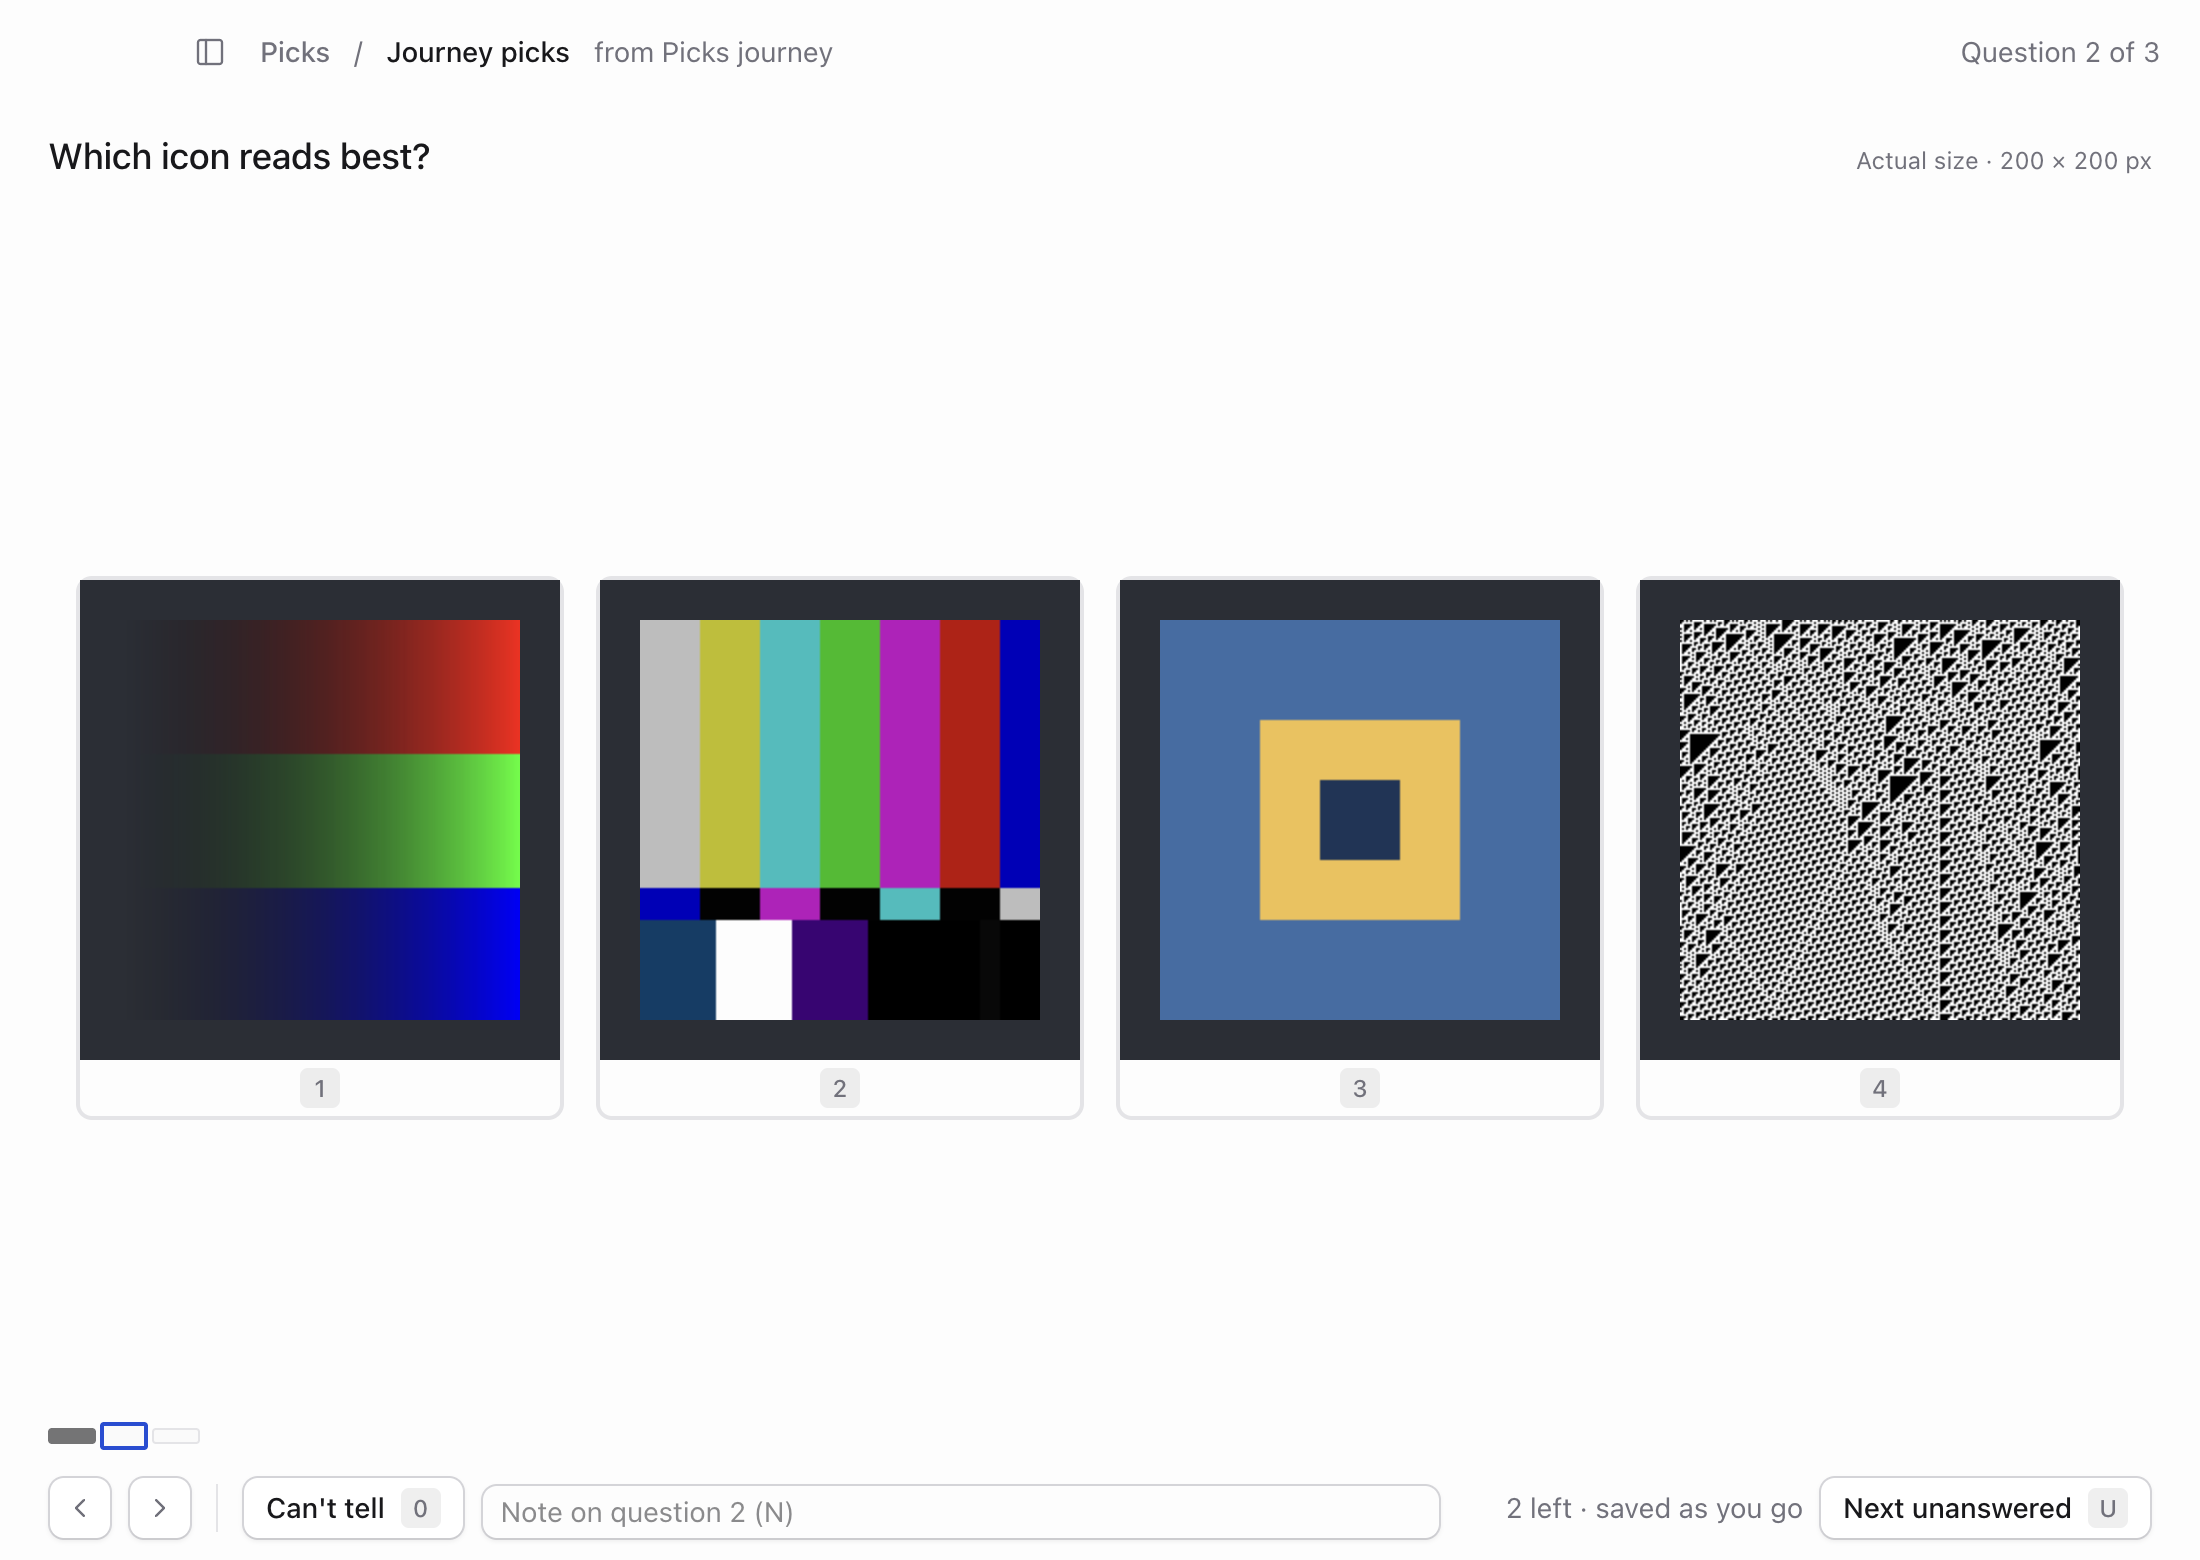 Picks / Journey picks from Picks journey Question 2 of 3
Which icon reads best? Actual size · 200 × 200 px
1 2 3 4
Can't tell 0 Note on question 2 (N) 2 left · saved as you go Next unanswered U